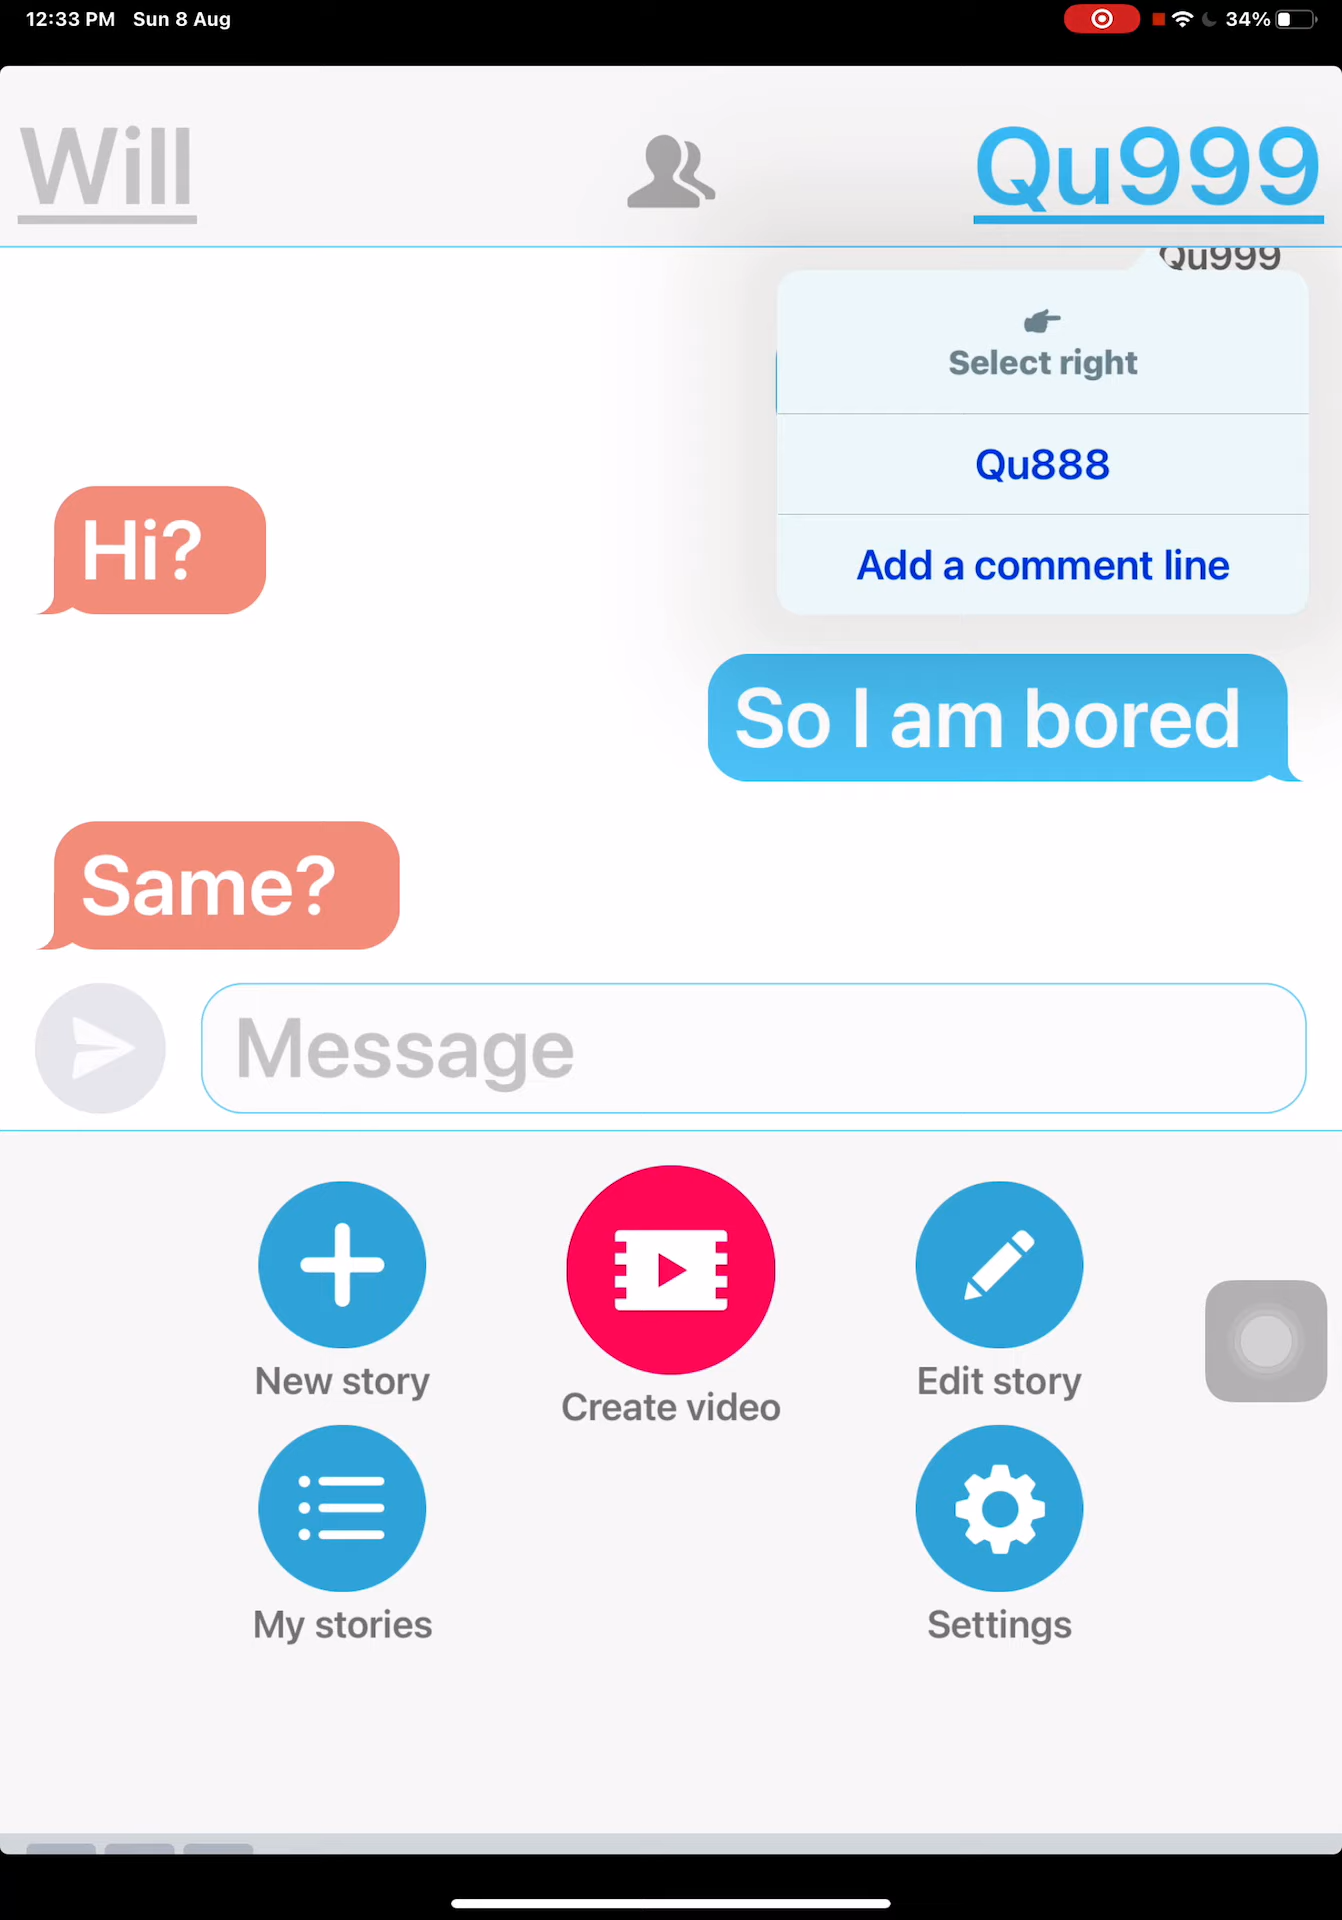 12:33 PM Sun 8 Aug
34%
Will
Qu999
Qu999
Select right
Qu888
Add a comment line
Hi?
So I am bored
Same?
Message
New story
Create video
Edit story
My stories
Settings